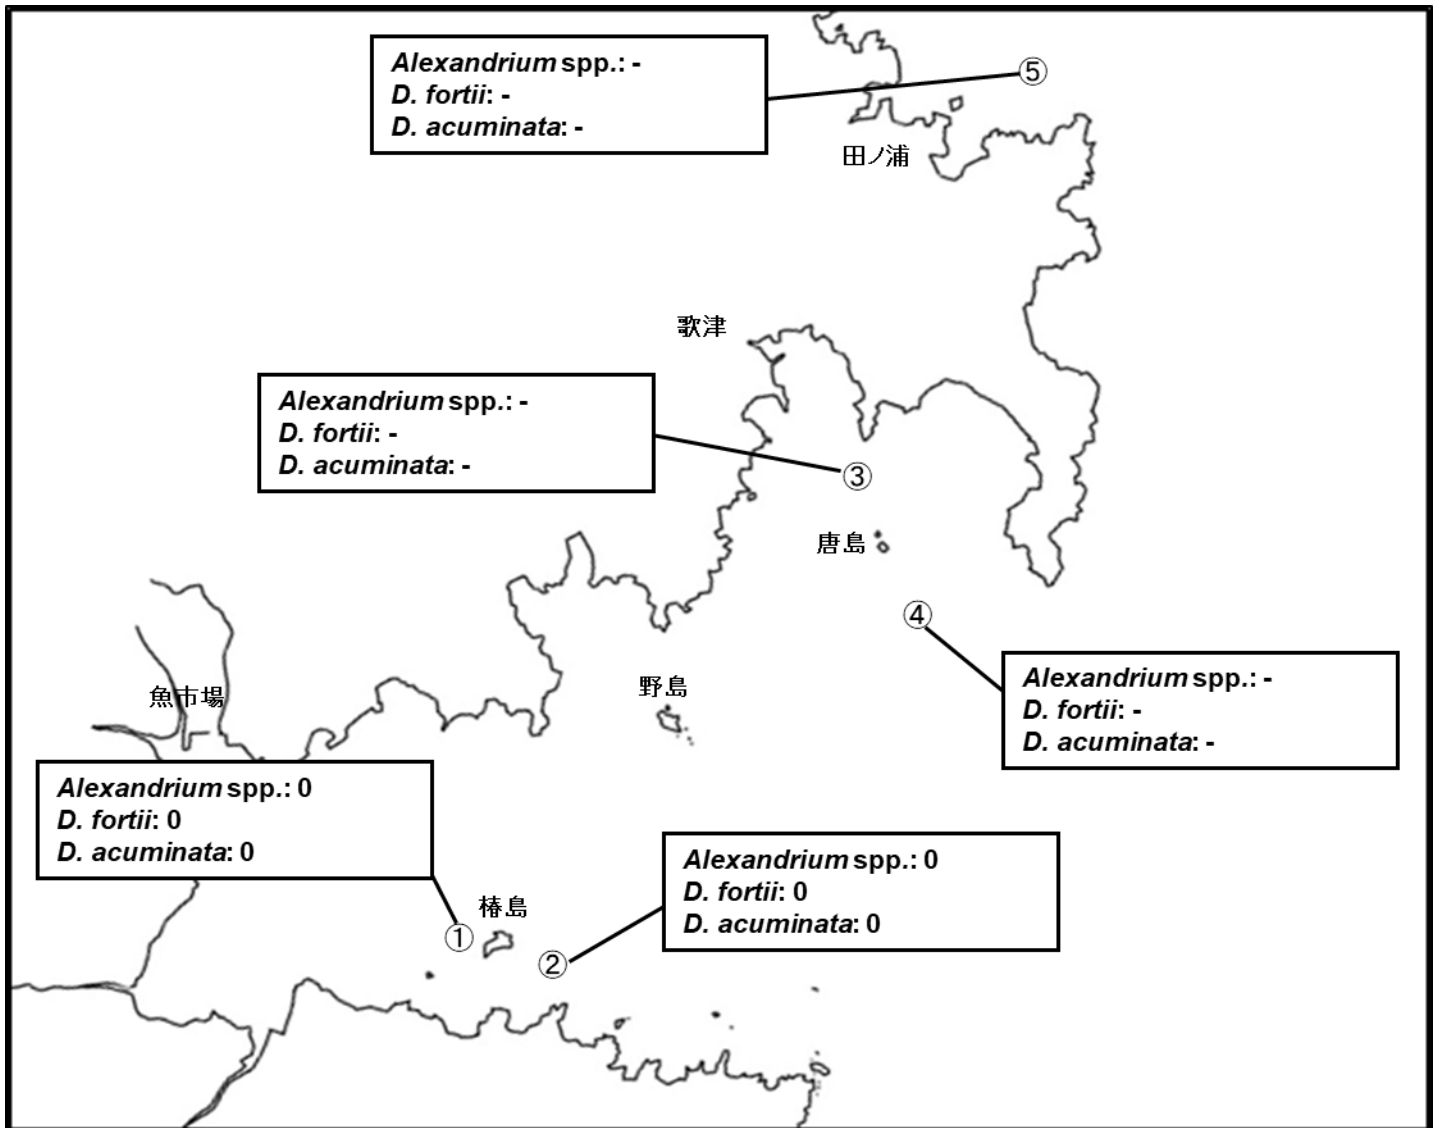 Alexandrium spp.: -
D. fortii: -
D. acuminata: -
⑤
田ノ浦
歌津
Alexandrium spp.: -
D. fortii: -
D. acuminata: -
③
唐島
④
Alexandrium spp.: -
D. fortii: -
D. acuminata: -
野島
魚市場
Alexandrium spp.: 0
D. fortii: 0
D. acuminata: 0
Alexandrium spp.: 0
D. fortii: 0
D. acuminata: 0
椿島
①
②